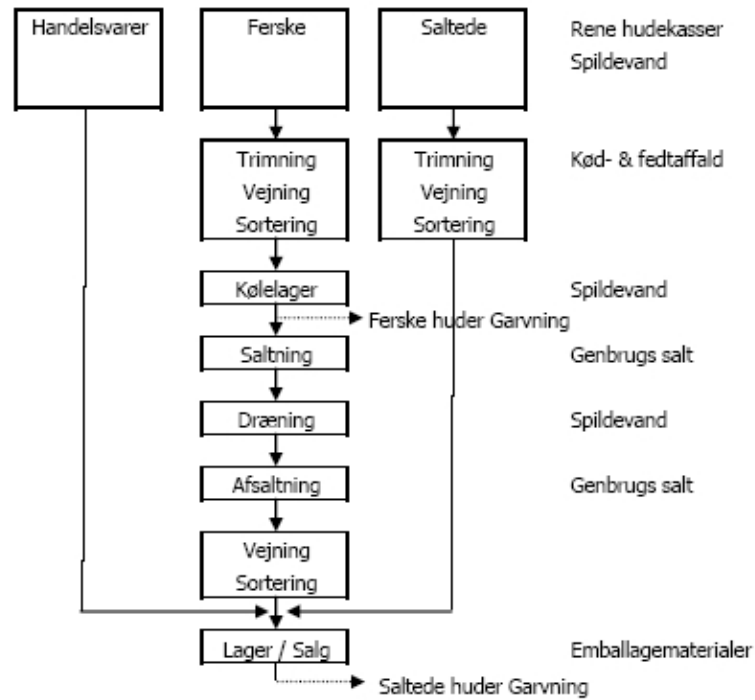 Handelsvarer
Ferske
Saltede
Rene hudekasser
Spildevand
Trimning
Vejning
Sortering
Trimning
Vejning
Sortering
Kød- & fedtaffald
Kølelager
Spildevand
Ferske huder Garvning
Saltning
Genbrugs salt
Dræning
Spildevand
Afsaltning
Genbrugs salt
Vejning
Sortering
Lager / Salg
Emballagematerialer
Saltede huder Garvning